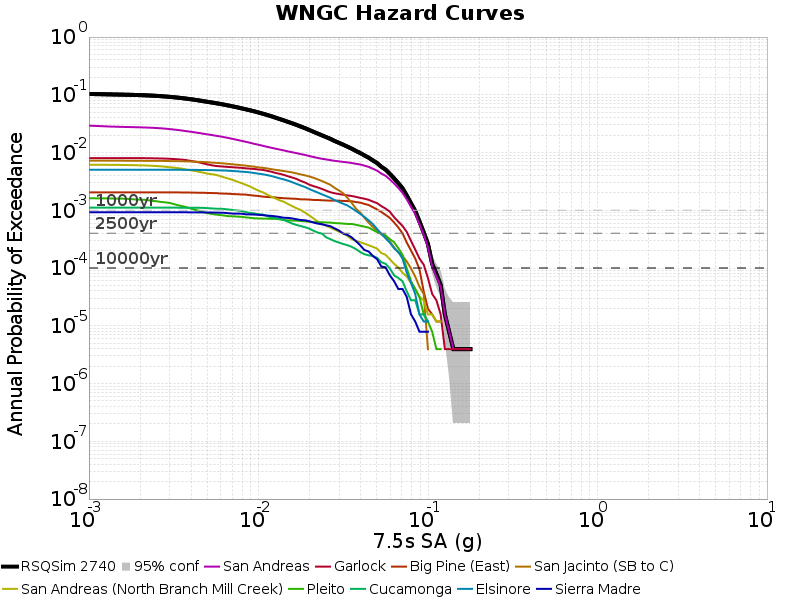 WNGC Hazard Curves
Annual Probability of Exceedance
10^0
10^-1
10^-2
10^-3
10^-4
10^-5
10^-6
10^-7
10^-8
1000yr
2500yr
10000yr
10^-3 10^-2 10^-1 10^0 10^1
7.5s SA (g)
RSQSim 2740 95% conf San Andreas Garlock Big Pine (East) San Jacinto (SB to C)
San Andreas (North Branch Mill Creek) Pleito Cucamonga Elsinore Sierra Madre